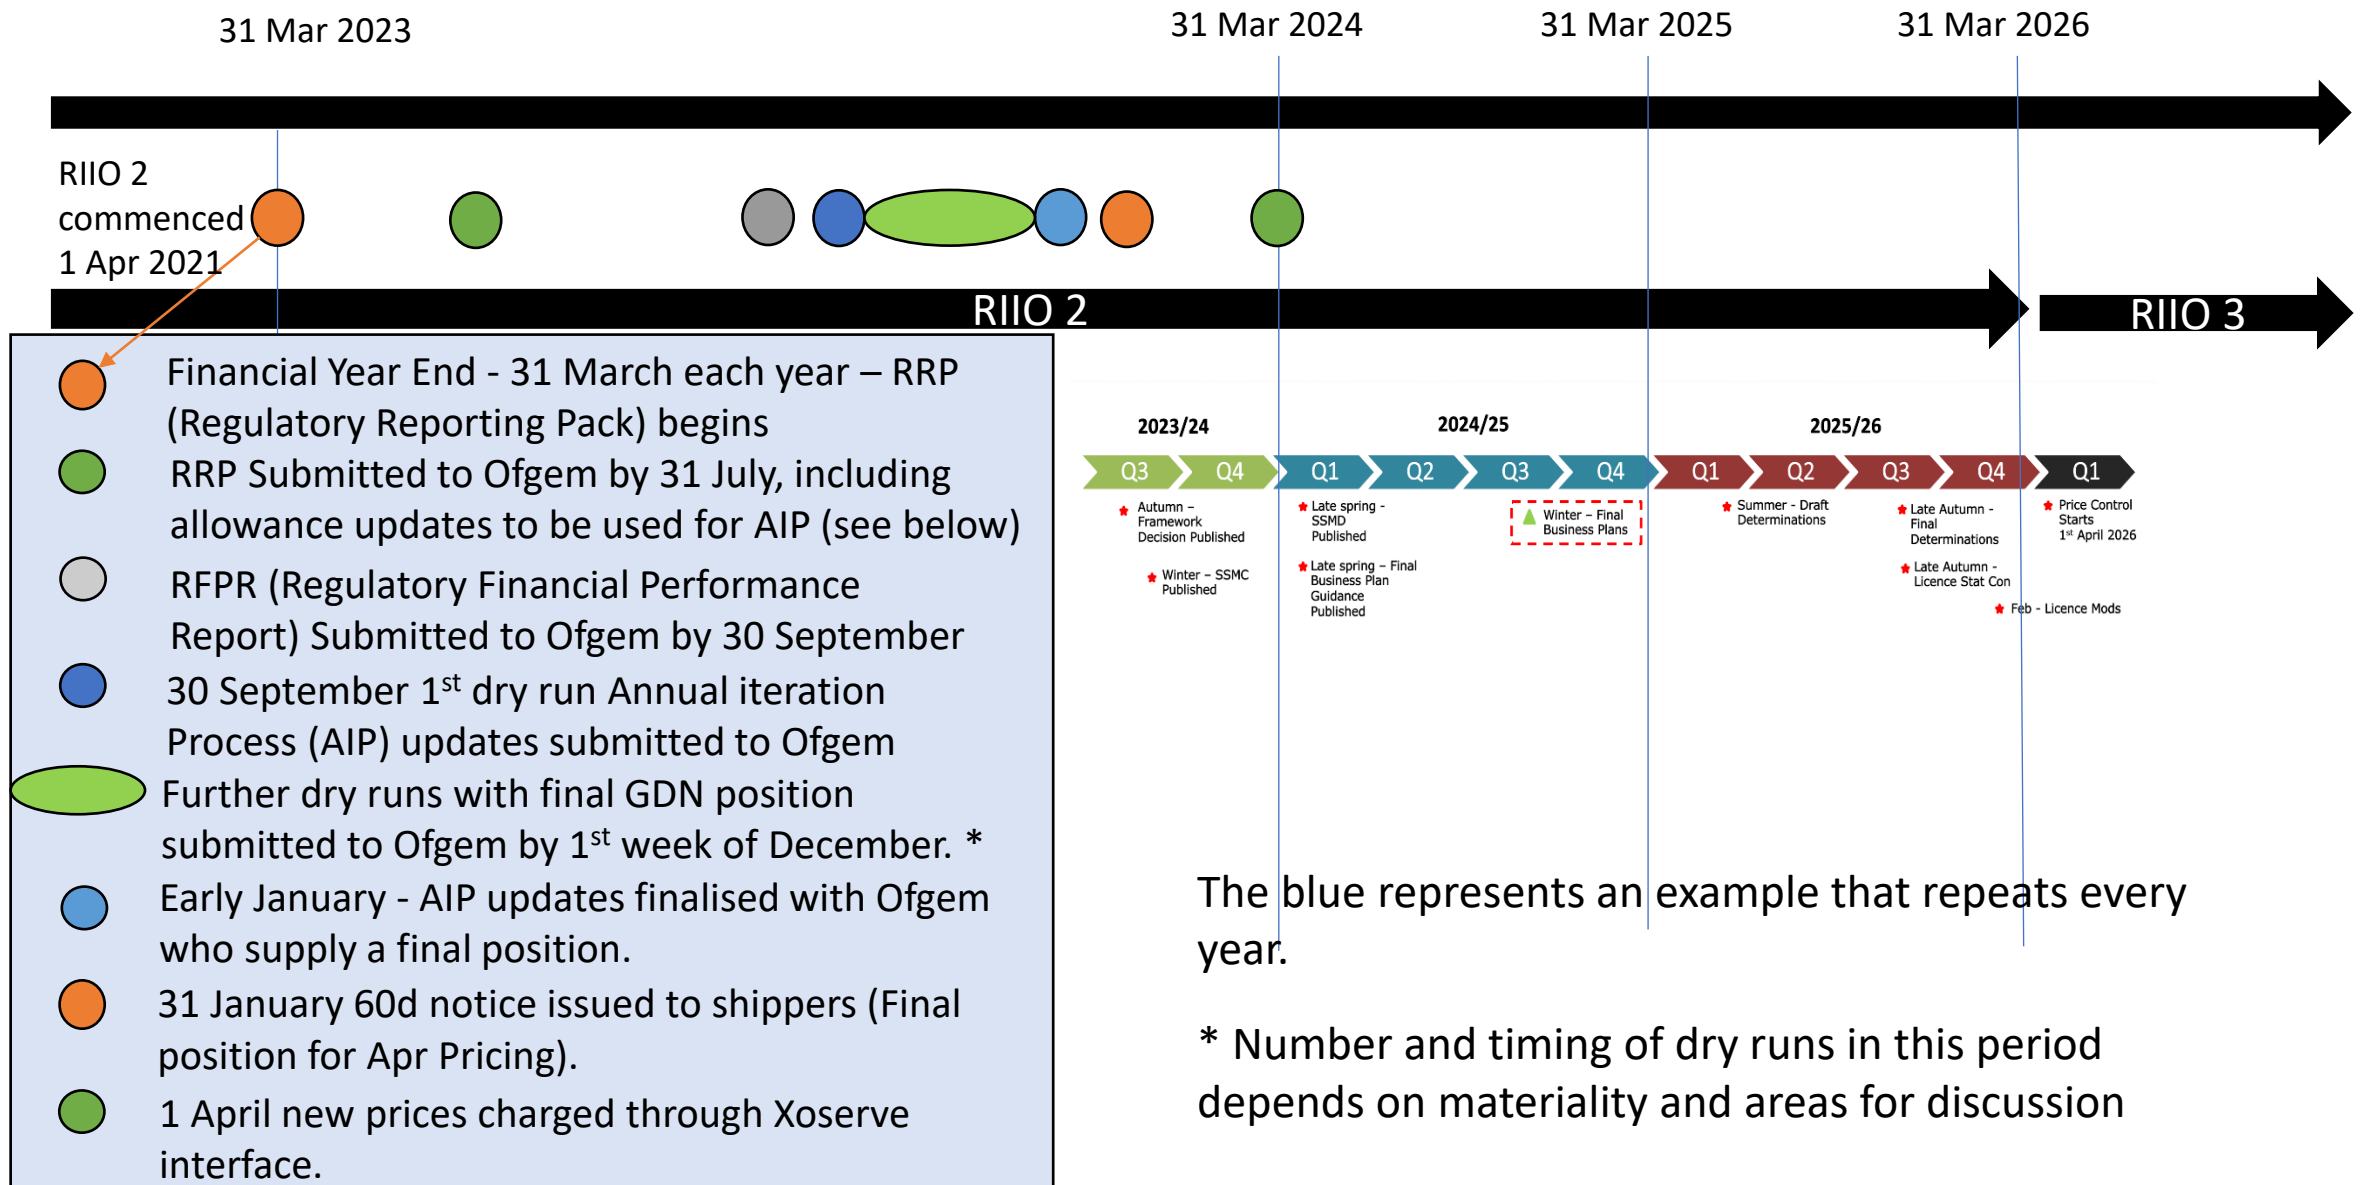 31 Mar 2023
31 Mar 2024
31 Mar 2025
31 Mar 2026
RIIO 2
commenced
1 Apr 2021
RIIO 2
RIIO 3
Financial Year End - 31 March each year – RRP
(Regulatory Reporting Pack) begins
RRP Submitted to Ofgem by 31 July, including
allowance updates to be used for AIP (see below)
RFPR (Regulatory Financial Performance
Report) Submitted to Ofgem by 30 September
30 September 1st dry run Annual iteration
Process (AIP) updates submitted to Ofgem
Further dry runs with final GDN position
submitted to Ofgem by 1st week of December. *
Early January - AIP updates finalised with Ofgem
who supply a final position.
31 January 60d notice issued to shippers (Final
position for Apr Pricing).
1 April new prices charged through Xoserve
interface.
2023/24
2024/25
2025/26
Q3
Q4
Q1
Q2
Q3
Q4
Q1
Q2
Q3
Q4
Q1
Autumn –
Framework
Decision Published
Winter – SSMC
Published
Late spring -
SSMD
Published
Late spring – Final
Business Plan
Guidance
Published
Winter – Final
Business Plans
Summer - Draft
Determinations
Late Autumn -
Final
Determinations
Late Autumn -
Licence Stat Con
Feb - Licence Mods
Price Control
Starts
1st April 2026
The blue represents an example that repeats every
year.
* Number and timing of dry runs in this period
depends on materiality and areas for discussion